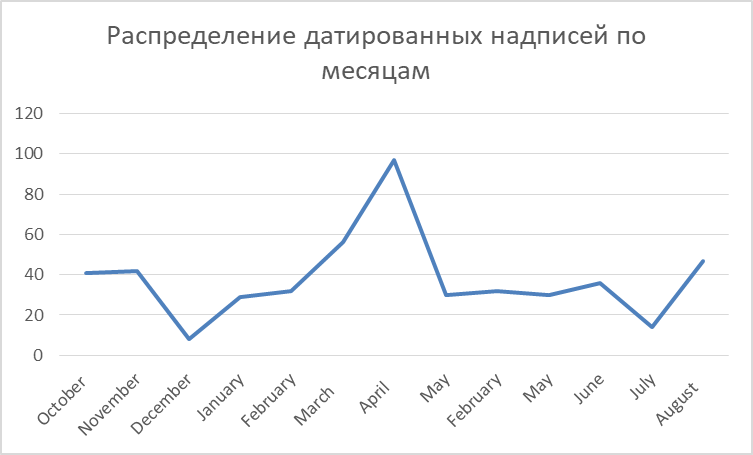 Распределение датированных надписей по
месяцам
120
100
80
60
40
20
0
October
November
December
January
February
March
April
May
February
May
June
July
August